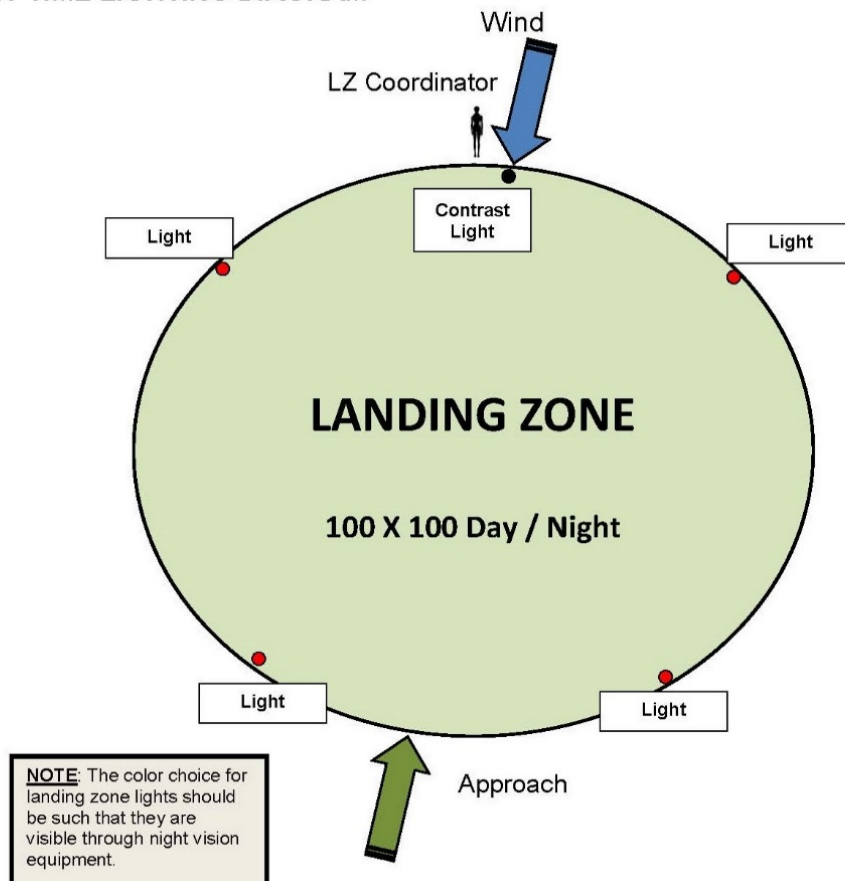 Wind
LZ Coordinator
Contrast
Light
Light
Light
LANDING ZONE
100 X 100 Day / Night
Light
Light
Approach
NOTE: The color choice for
landing zone lights should
be such that they are
visible through night vision
equipment.